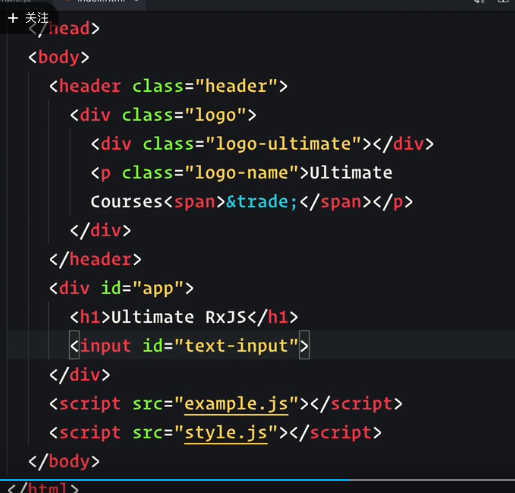 + 关注
</head>
<body>
<header class="header">
<div class="logo">
<div class="logo-ultimate"></div>
<p class="logo-name">Ultimate
Courses<span>&trade;</span></p>
</div>
</header>
<div id="app">
<h1>Ultimate RxJS</h1>
<input id="text-input">
</div>
<script src="example.js"></script>
<script src="style.js"></script>
</body>
</html>